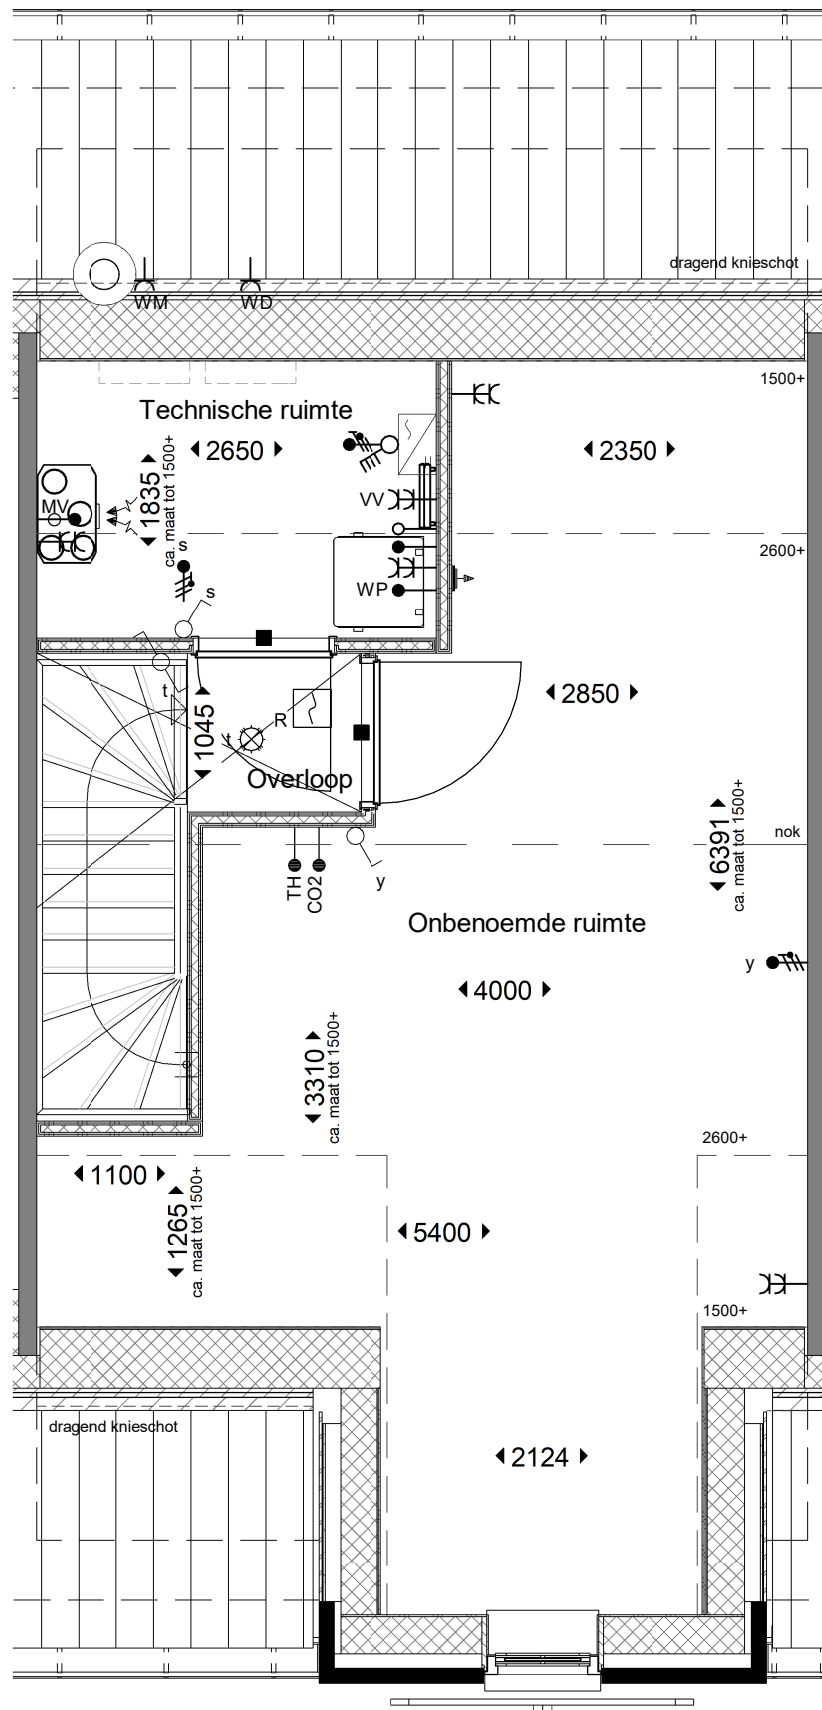 dragend knieschot
WM
WD
1500+
Technische ruimte
2650
2350
1835
ca. maat tot 1500+
VV
MV
s
2600+
WP
s
t
1045
2850
R
t
Overloop
6391
ca. maat tot 1500+
nok
TH
CO2
y
Onbenoemde ruimte
y
4000
3310
ca. maat tot 1500+
2600+
1100
1265
ca. maat tot 1500+
5400
1500+
dragend knieschot
2124